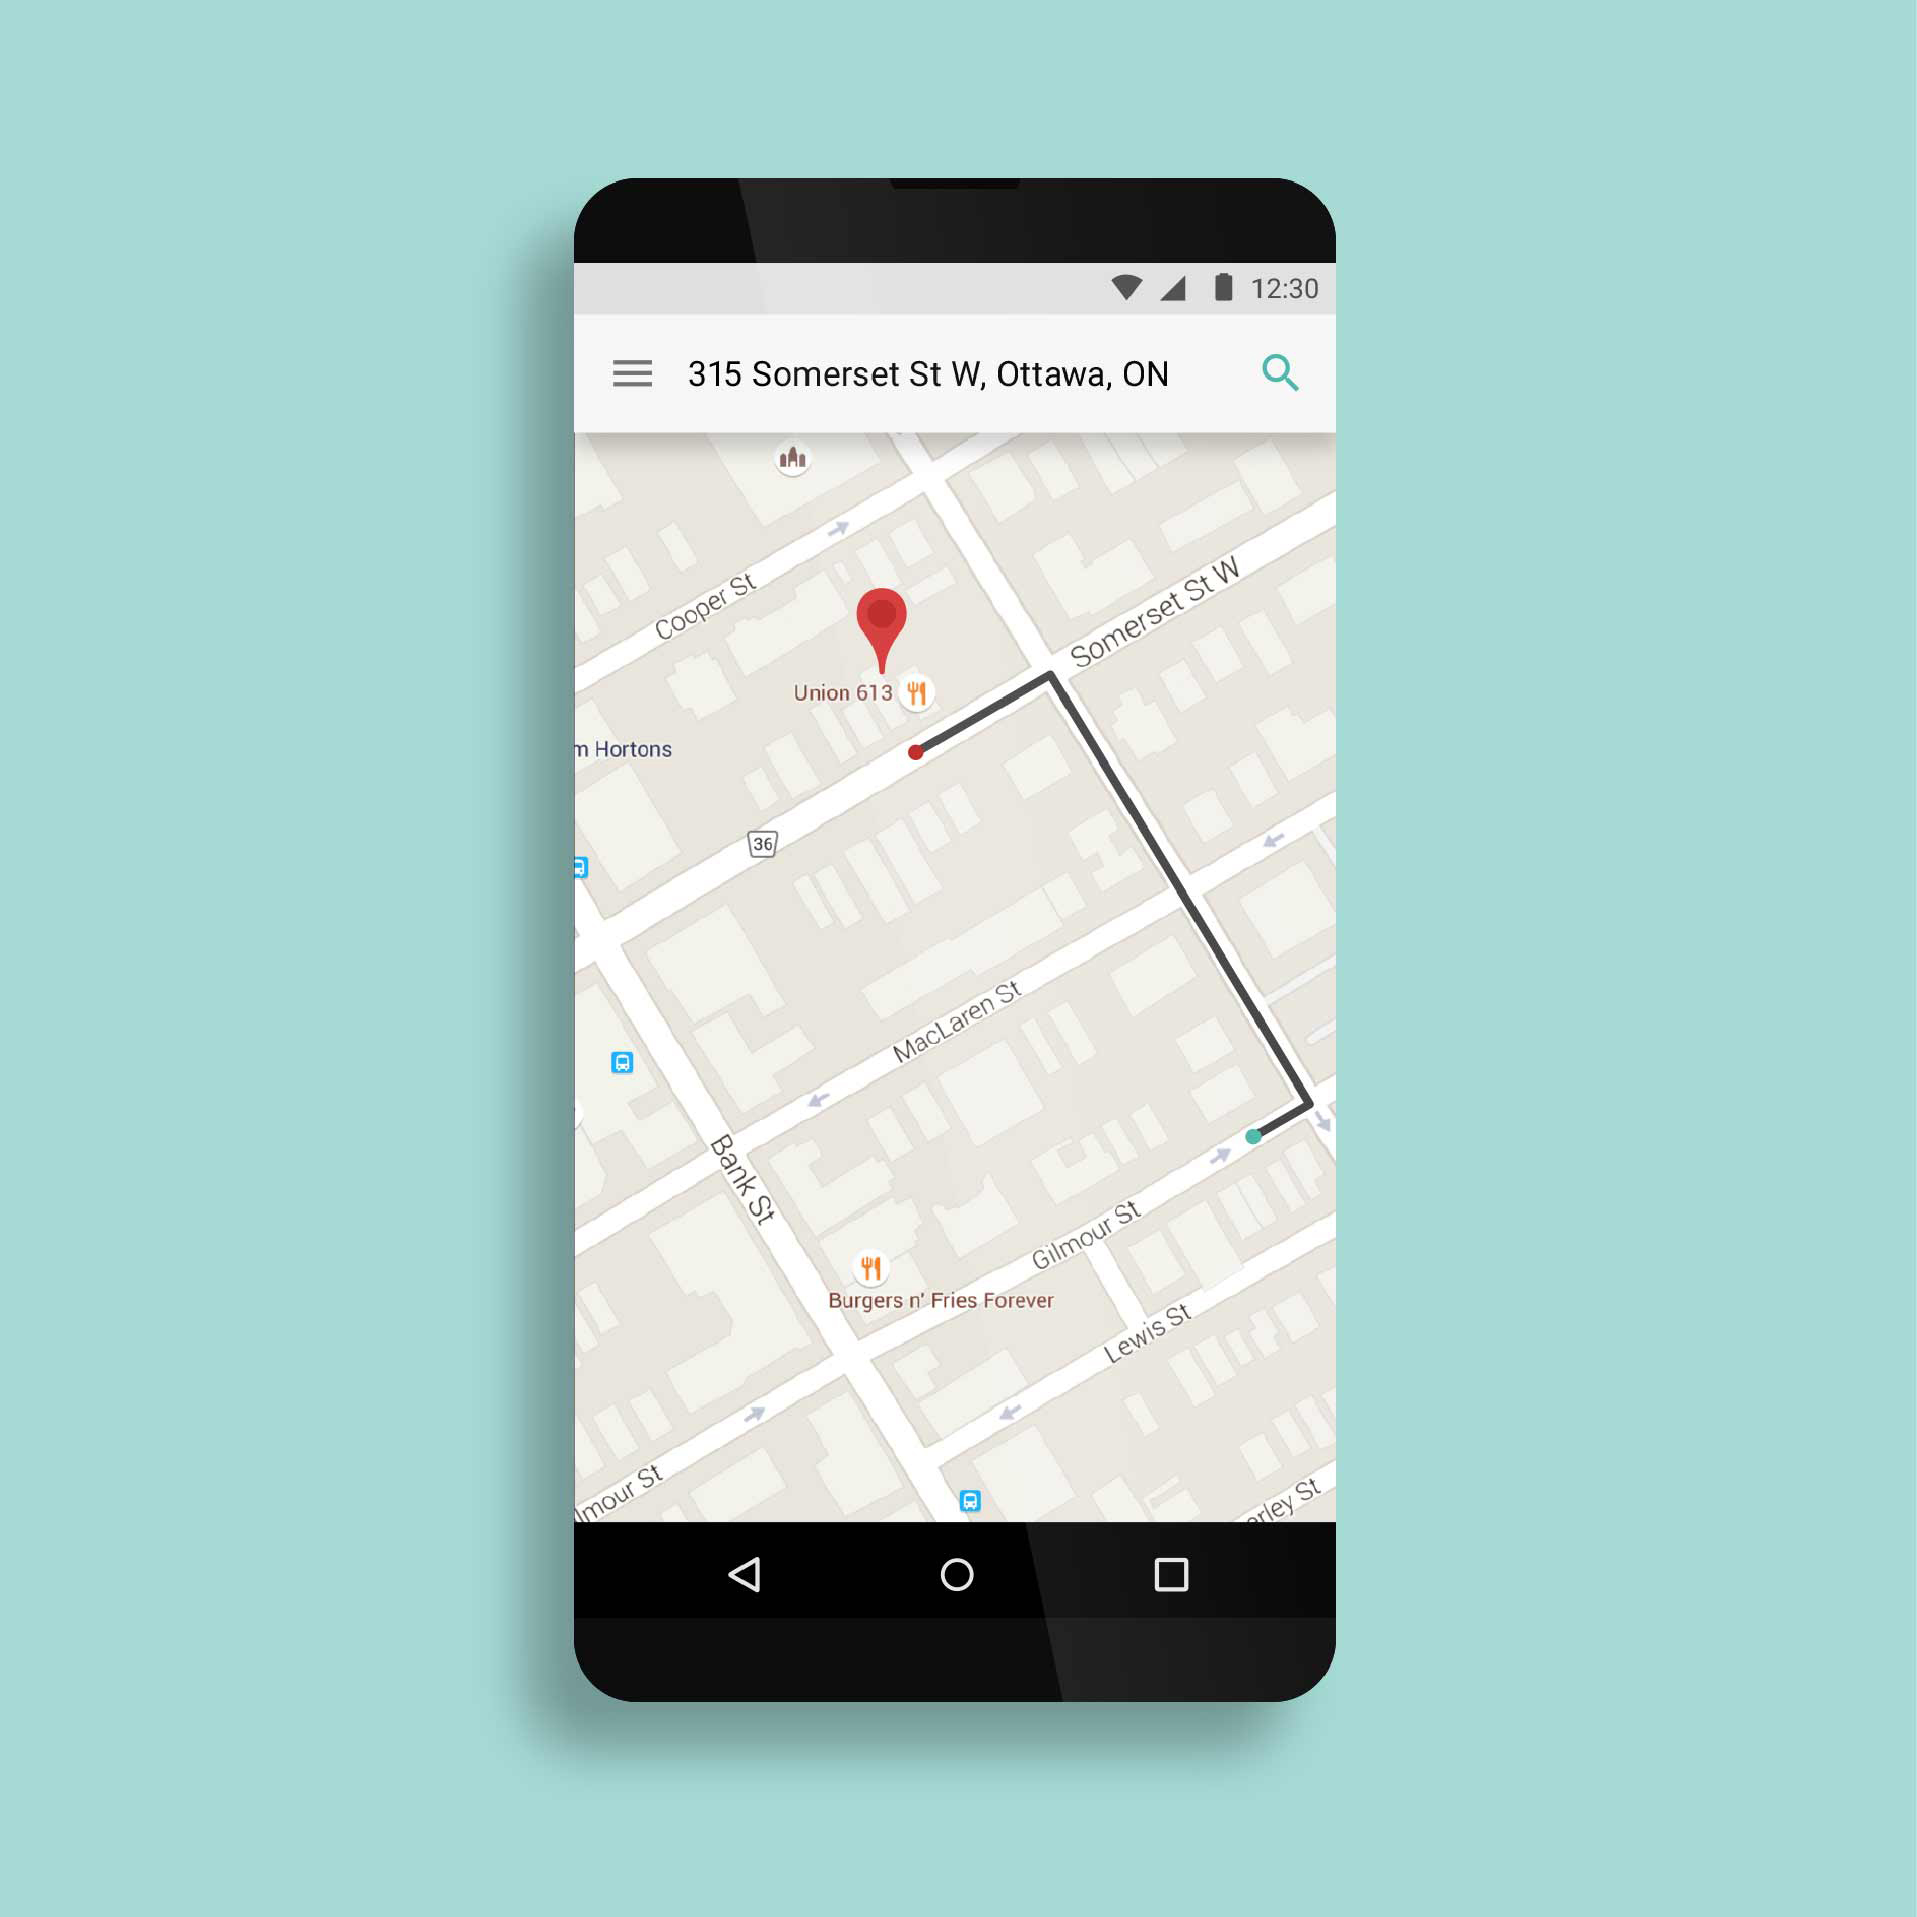 12:30
315 Somerset St W, Ottawa, ON
Cooper St
Somerset St W
Union 613
m Hortons
36
MacLaren St
Bank St
Gilmour St
Burgers n' Fries Forever
Lewis St
lmour St
erley St